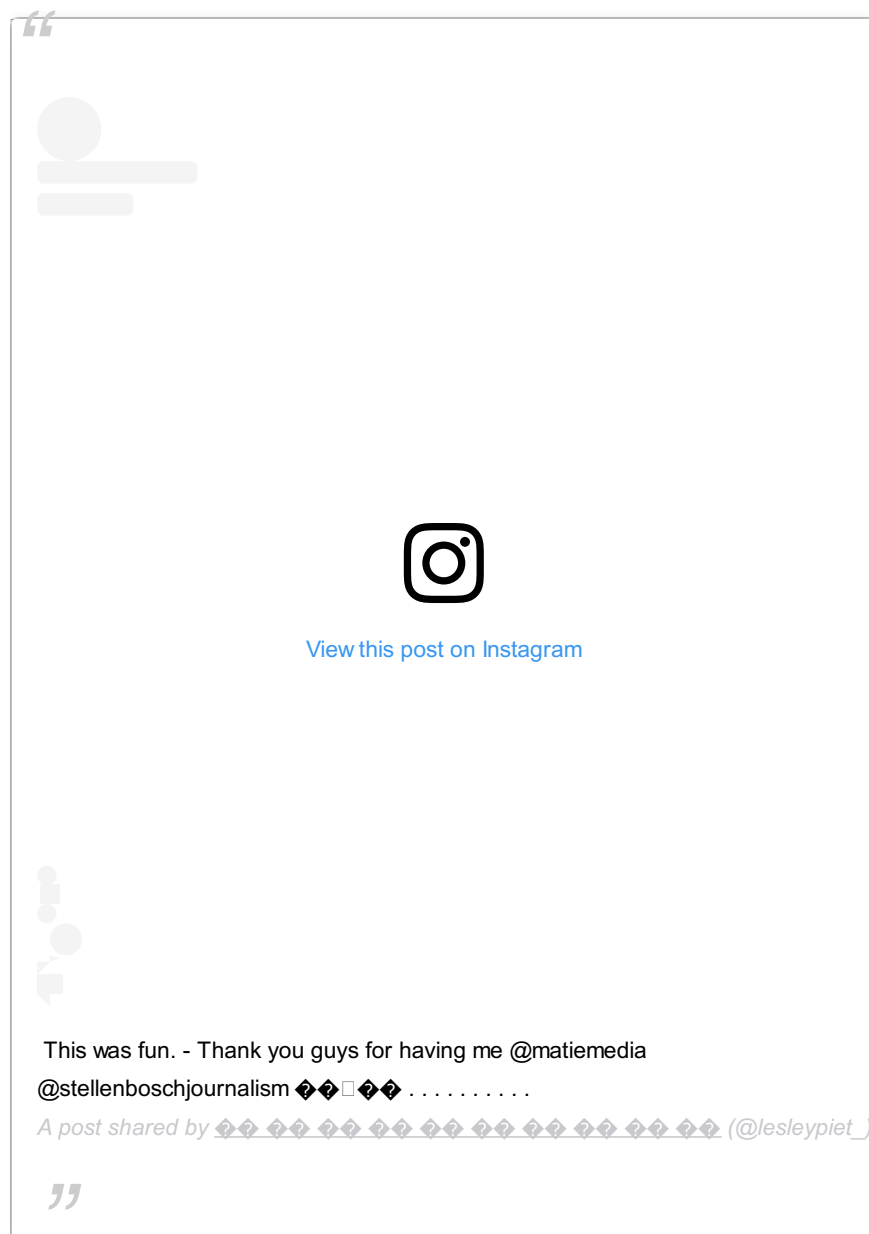 “
View this post on Instagram
This was fun. - Thank you guys for having me @matiemedia
@stellenboschjournalism ��□�� . . . . . . . . . .
A post shared by �� �� �� �� �� �� �� �� �� �� (@lesleypiet_)
”